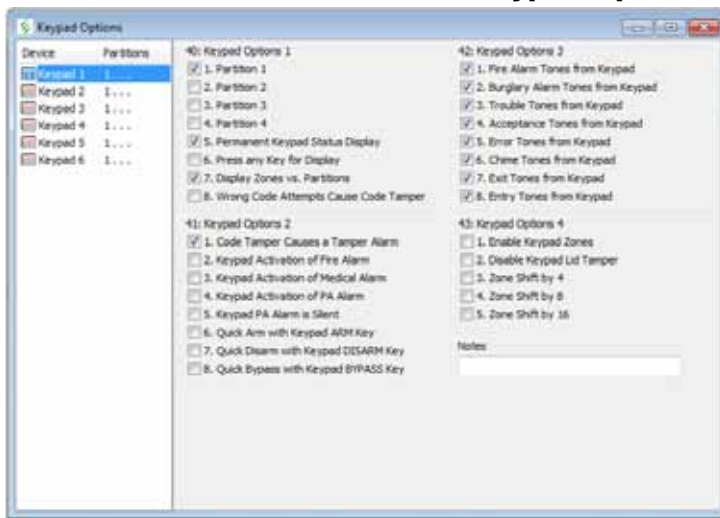 Keypad Options
Device Partitions
Keypad 1 1...
Keypad 2 1...
Keypad 3 1...
Keypad 4 1...
Keypad 5 1...
Keypad 6 1...
40: Keypad Options 1
1. Partition 1
2. Partition 2
3. Partition 3
4. Partition 4
5. Permanent Keypad Status Display
6. Press any Key for Display
7. Display Zones vs. Partitions
8. Wrong Code Attempts Cause Code Tamper
41: Keypad Options 2
1. Code Tamper Causes a Tamper Alarm
2. Keypad Activation of Fire Alarm
3. Keypad Activation of Medical Alarm
4. Keypad Activation of PA Alarm
5. Keypad PA Alarm is Silent
6. Quick Arm with Keypad ARM Key
7. Quick Disarm with Keypad DISARM Key
8. Quick Bypass with Keypad BYPASS Key
42: Keypad Options 3
1. Fire Alarm Tones from Keypad
2. Burglary Alarm Tones from Keypad
3. Trouble Tones from Keypad
4. Acceptance Tones from Keypad
5. Error Tones from Keypad
6. Chime Tones from Keypad
7. Exit Tones from Keypad
8. Entry Tones from Keypad
43: Keypad Options 4
1. Enable Keypad Zones
2. Disable Keypad Lid Tamper
3. Zone Shift by 4
4. Zone Shift by 8
5. Zone Shift by 16
Notes